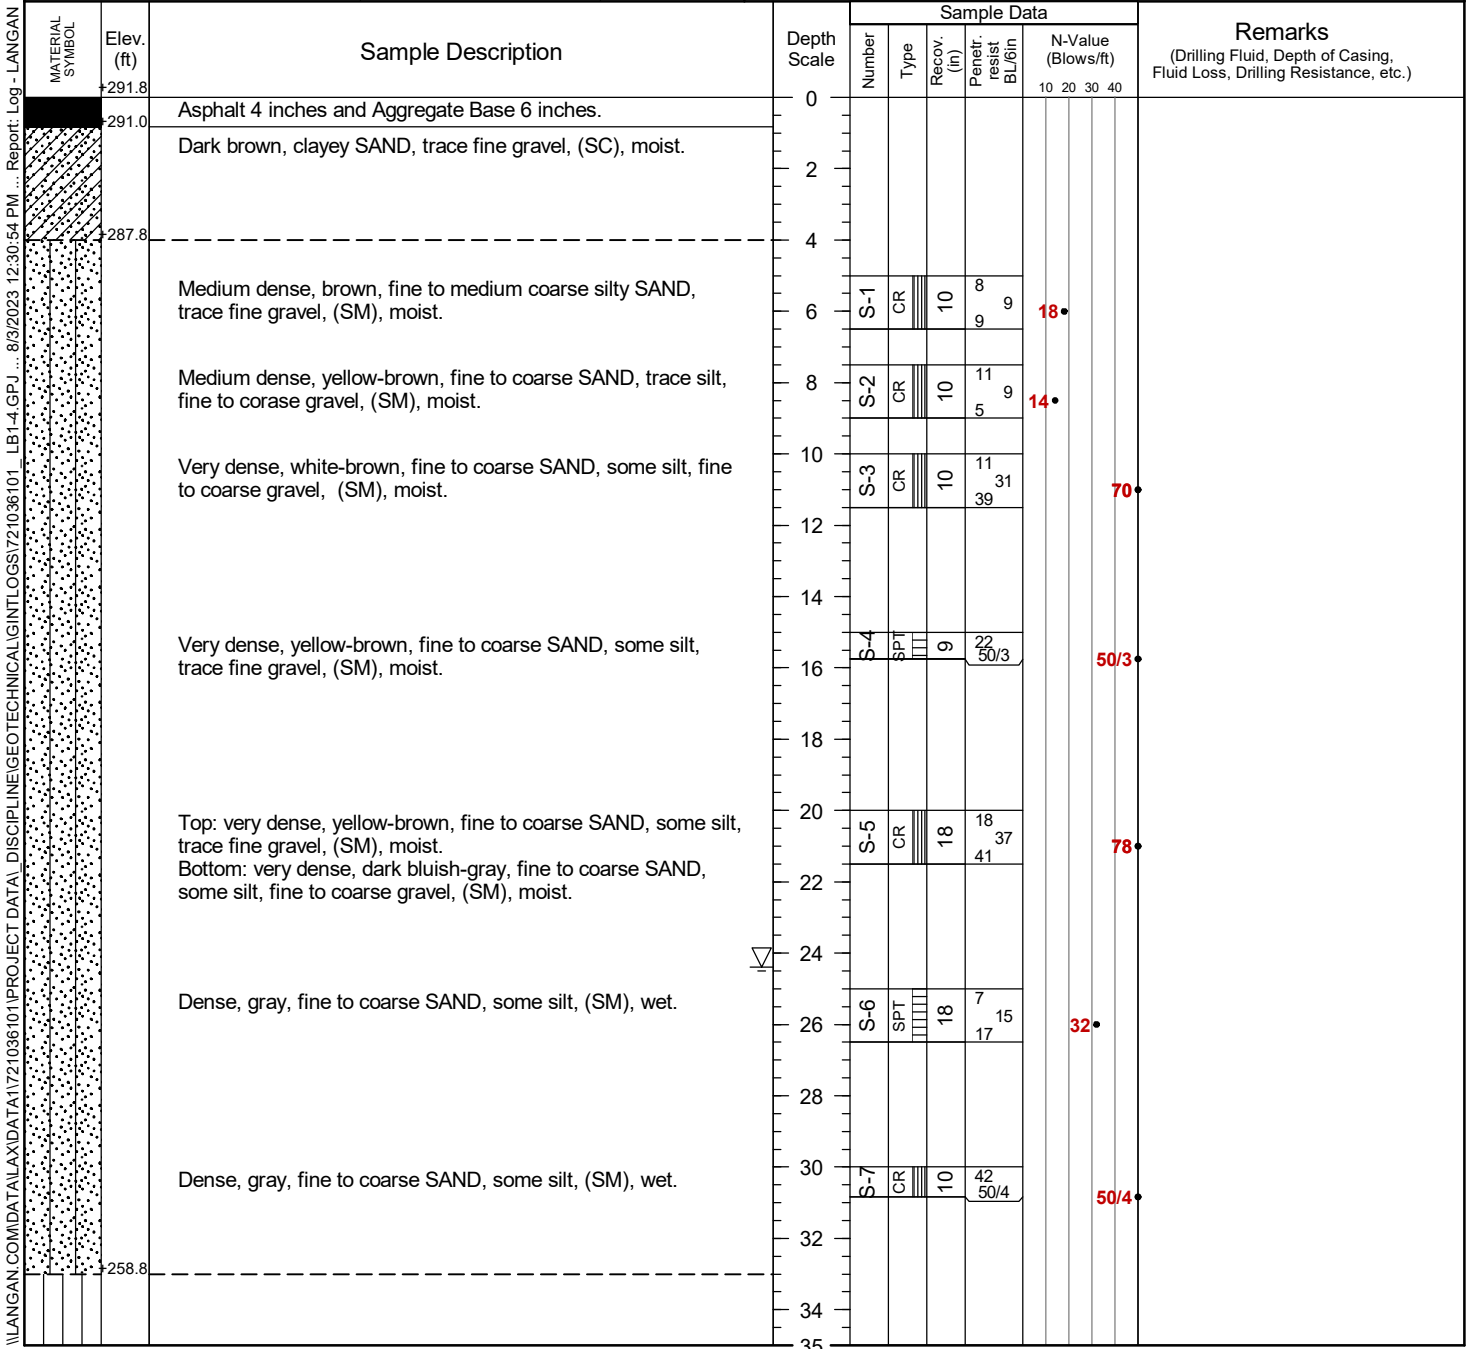 \\LANGAN.COM\DATA\LAX\DATA1\721036101\PROJECT DATA\_DISCIPLINE\GEOTECHNICAL\GINTLOGS\721036101_ LB1-4.GPJ ... 8/3/2023 12:30:54 PM ... Report: Log - LANGAN
MATERIAL
SYMBOL
Elev.
(ft)
Sample Description
Depth
Scale
Sample Data
Number
Type
Recov.
(in)
Penetr.
resist
BL/6in
N-Value
(Blows/ft)
10 20 30 40
Remarks
(Drilling Fluid, Depth of Casing,
Fluid Loss, Drilling Resistance, etc.)
+291.8
0
Asphalt 4 inches and Aggregate Base 6 inches.
+291.0
Dark brown, clayey SAND, trace fine gravel, (SC), moist.
2
+287.8
4
Medium dense, brown, fine to medium coarse silty SAND,
trace fine gravel, (SM), moist.
6
S-1 CR 10 8 9 9
18
Medium dense, yellow-brown, fine to coarse SAND, trace silt,
fine to corase gravel, (SM), moist.
8
S-2 CR 10 11 9 5
14
10
Very dense, white-brown, fine to coarse SAND, some silt, fine
to coarse gravel, (SM), moist.
S-3 CR 10 11 31 39
70
12
14
Very dense, yellow-brown, fine to coarse SAND, some silt,
trace fine gravel, (SM), moist.
S-4 SPT 9 22 50/3
50/3
16
18
20
Top: very dense, yellow-brown, fine to coarse SAND, some silt,
trace fine gravel, (SM), moist.
Bottom: very dense, dark bluish-gray, fine to coarse SAND,
some silt, fine to coarse gravel, (SM), moist.
S-5 CR 18 18 37 41
78
22
24
Dense, gray, fine to coarse SAND, some silt, (SM), wet.
S-6 SPT 18 7 15 17
26
32
28
30
Dense, gray, fine to coarse SAND, some silt, (SM), wet.
S-7 CR 10 42 50/4
50/4
32
+258.8
34
35